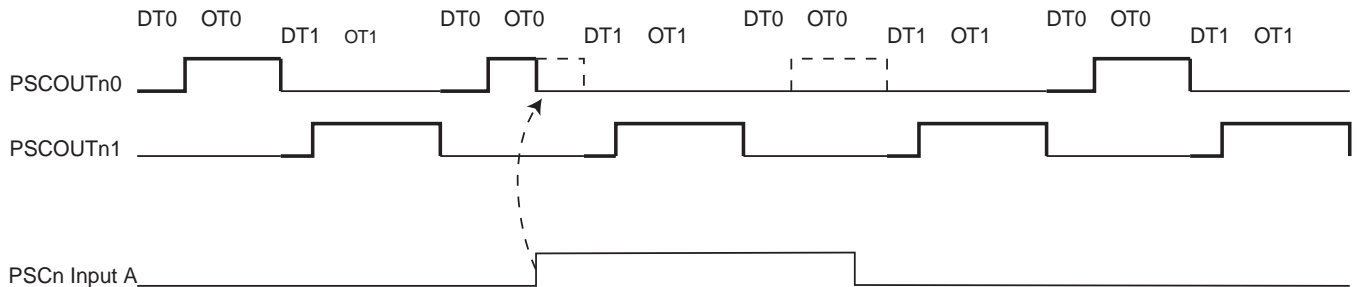 DT0 OT0 DT0 OT0 DT0 OT0 DT0 OT0
DT1 OT1 DT1 OT1 DT1 OT1 DT1 OT1
PSCOUTn0
PSCOUTn1
PSCn Input A